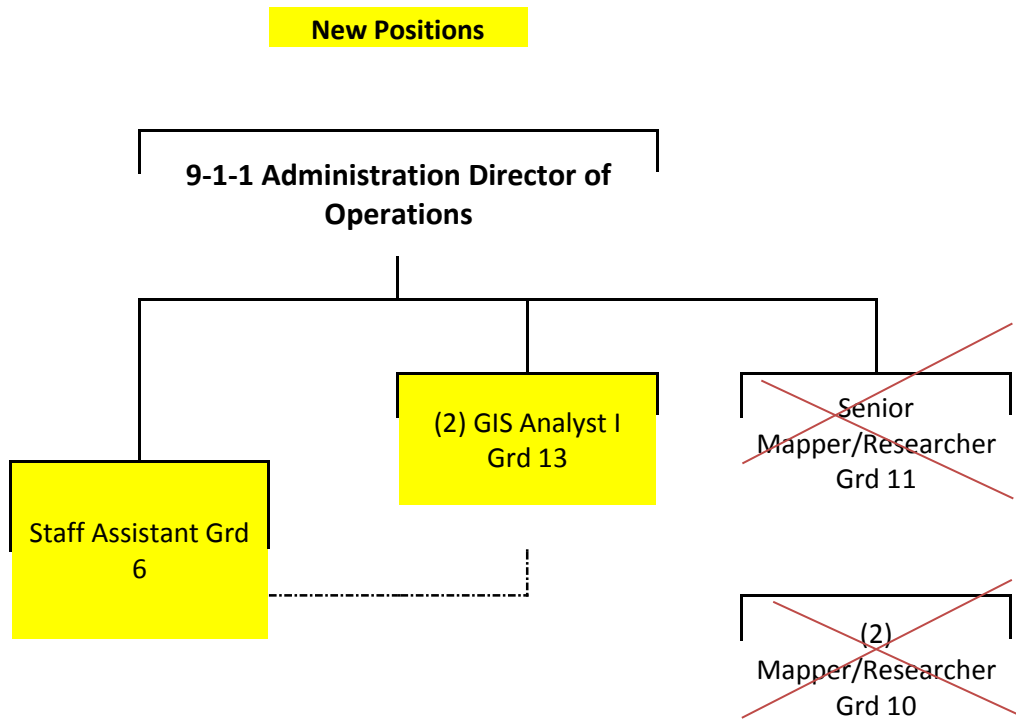 New Positions
9-1-1 Administration Director of
Operations
(2) GIS Analyst I
Grd 13
Senior
Mapper/Researcher
Grd 11
Staff Assistant Grd
6
(2)
Mapper/Researcher
Grd 10